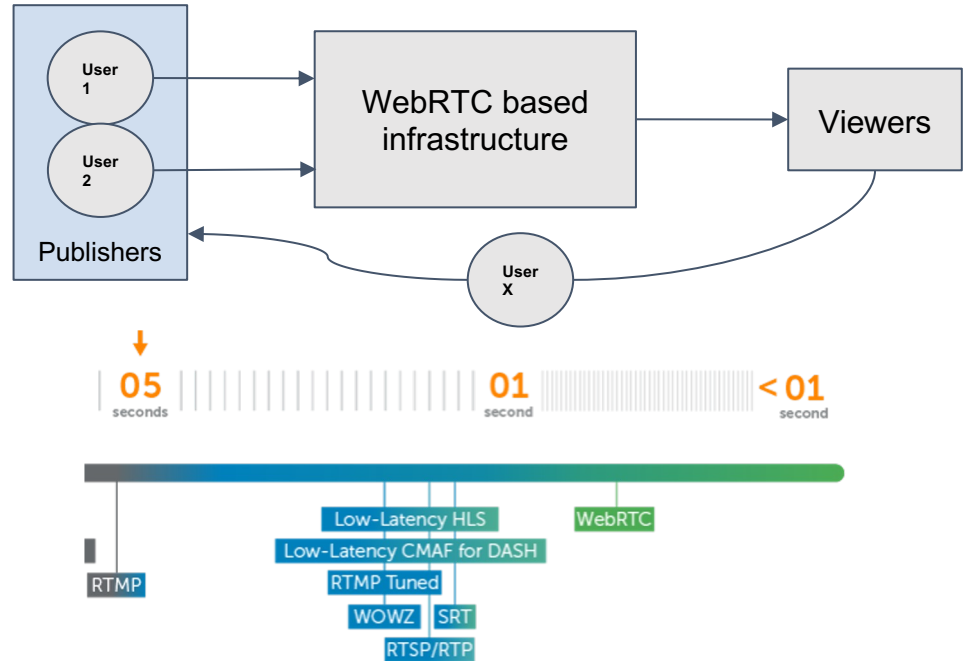 User
1
User
2
Publishers
WebRTC based
infrastructure
Viewers
User
X
05
seconds
01
second
< 01
second
Low-Latency HLS
WebRTC
Low-Latency CMAF for DASH
RTMP
RTMP Tuned
WOWZ
SRT
RTSP/RTP